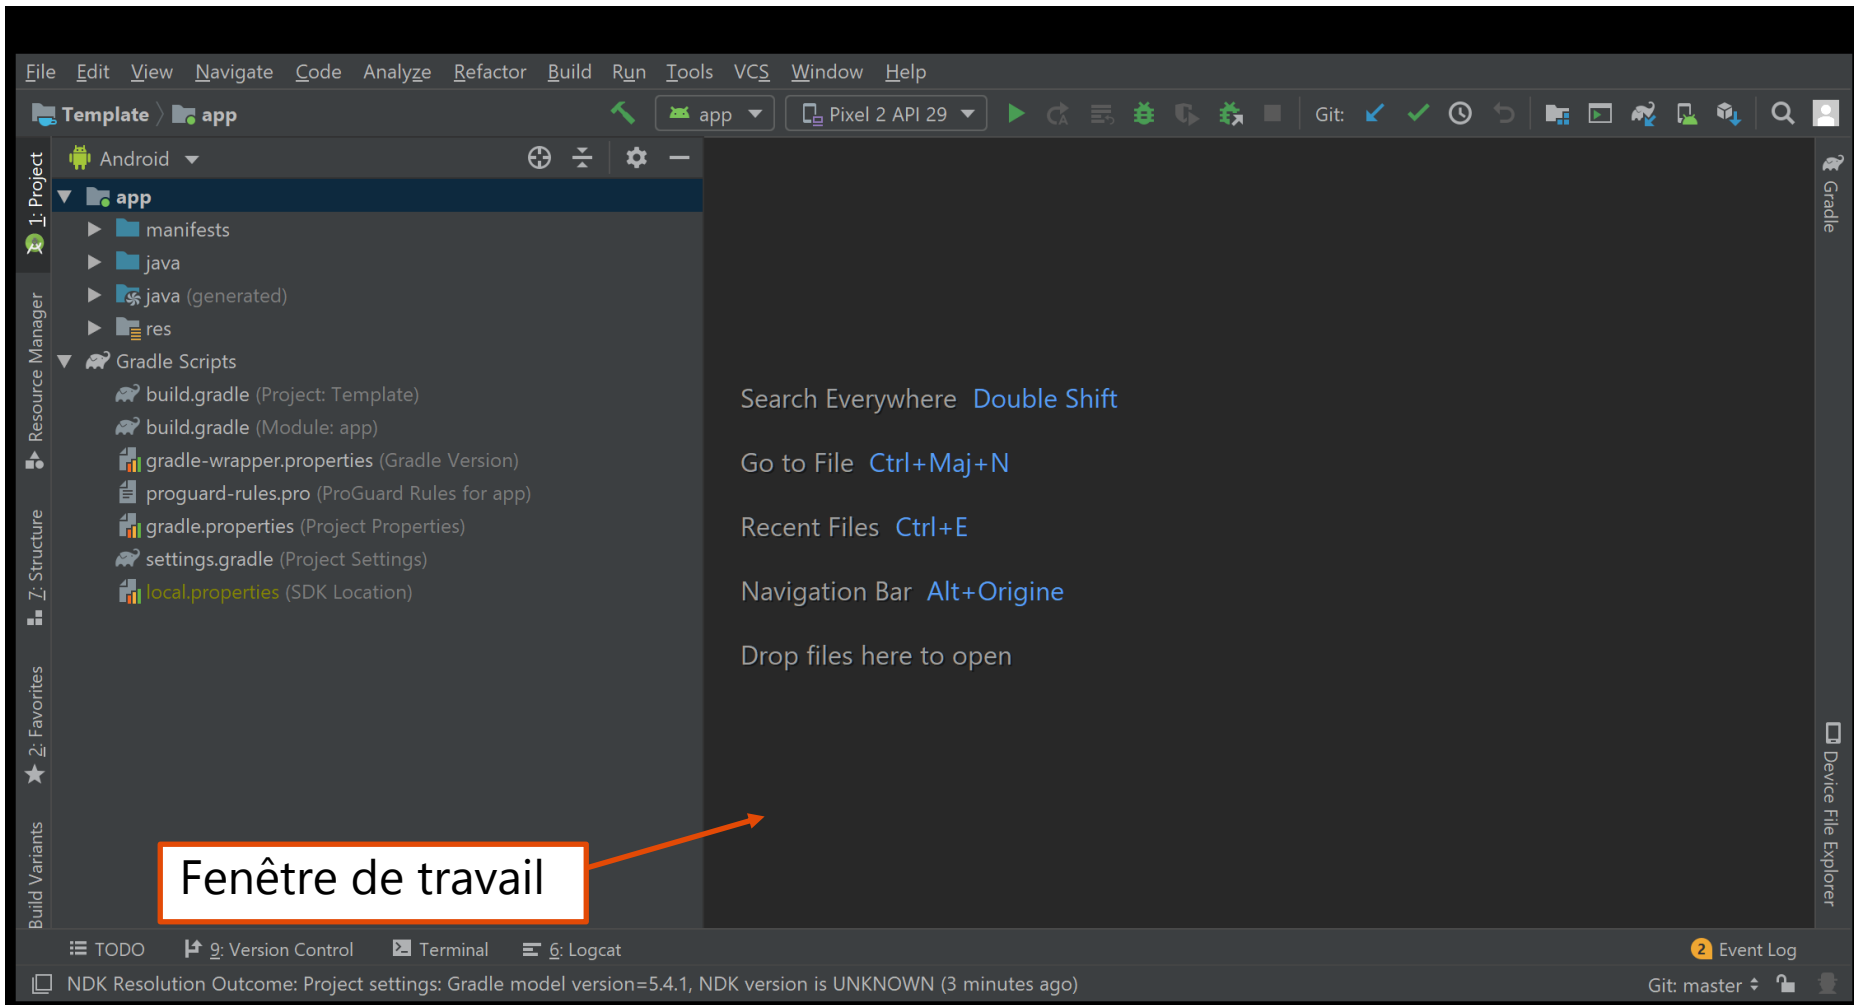 File Edit View Navigate Code Analyze Refactor Build Run Tools VCS Window Help
Template app
app
Pixel 2 API 29
Git:
Android
1: Project
Resource Manager
7: Structure
2: Favorites
Build Variants
app
manifests
java
java (generated)
res
Gradle Scripts
build.gradle (Project: Template)
build.gradle (Module: app)
gradle-wrapper.properties (Gradle Version)
proguard-rules.pro (ProGuard Rules for app)
gradle.properties (Project Properties)
settings.gradle (Project Settings)
local.properties (SDK Location)
Search Everywhere Double Shift
Go to File Ctrl+Maj+N
Recent Files Ctrl+E
Navigation Bar Alt+Origine
Drop files here to open
Fenêtre de travail
Gradle
Device File Explorer
TODO 9: Version Control Terminal 6: Logcat
2 Event Log
NDK Resolution Outcome: Project settings: Gradle model version=5.4.1, NDK version is UNKNOWN (3 minutes ago)
Git: master